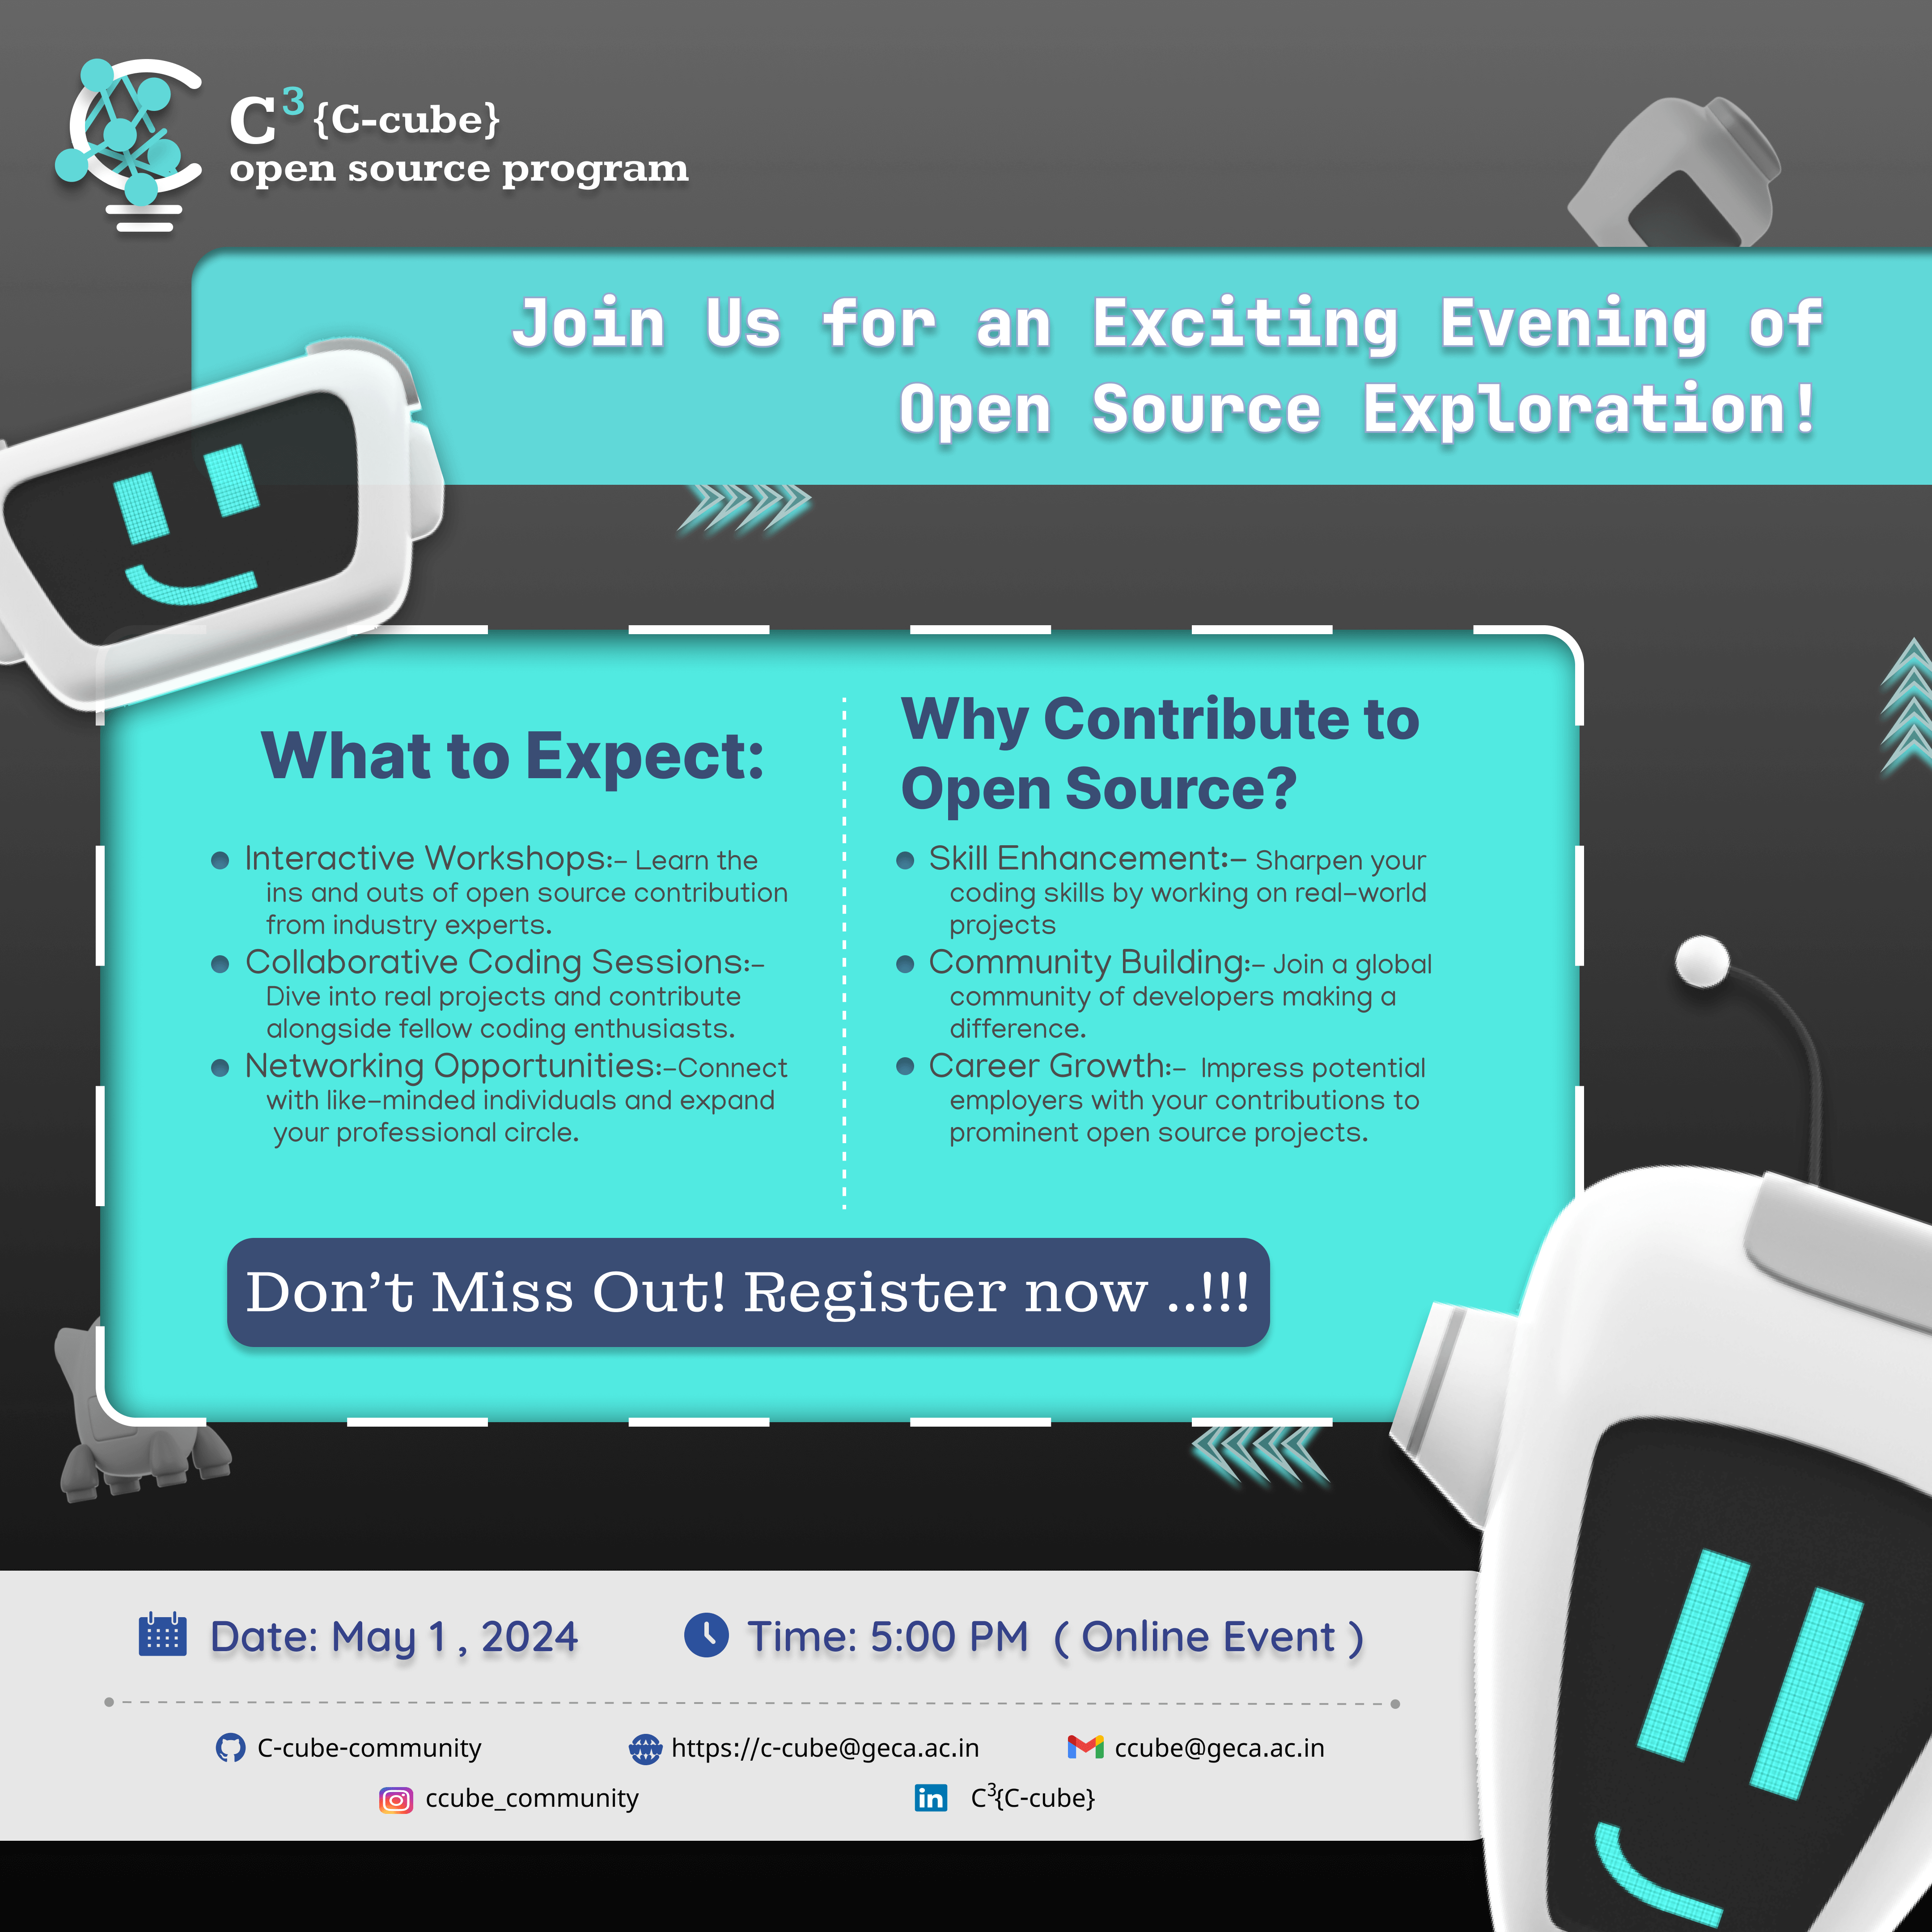 C³ {C-cube}
open source program
Join Us for an Exciting Evening of
Open Source Exploration!
What to Expect:
Interactive Workshops:- Learn the
ins and outs of open source contribution
from industry experts.
Collaborative Coding Sessions:-
Dive into real projects and contribute
alongside fellow coding enthusiasts.
Networking Opportunities:-Connect
with like-minded individuals and expand
your professional circle.
Why Contribute to
Open Source?
Skill Enhancement:- Sharpen your
coding skills by working on real-world
projects
Community Building:- Join a global
community of developers making a
difference.
Career Growth:- Impress potential
employers with your contributions to
prominent open source projects.
Don't Miss Out! Register now ..!!!
Date: May 1 , 2024
Time: 5:00 PM ( Online Event )
C-cube-community
https://c-cube@geca.ac.in
ccube@geca.ac.in
ccube_community
in
C³{C-cube}